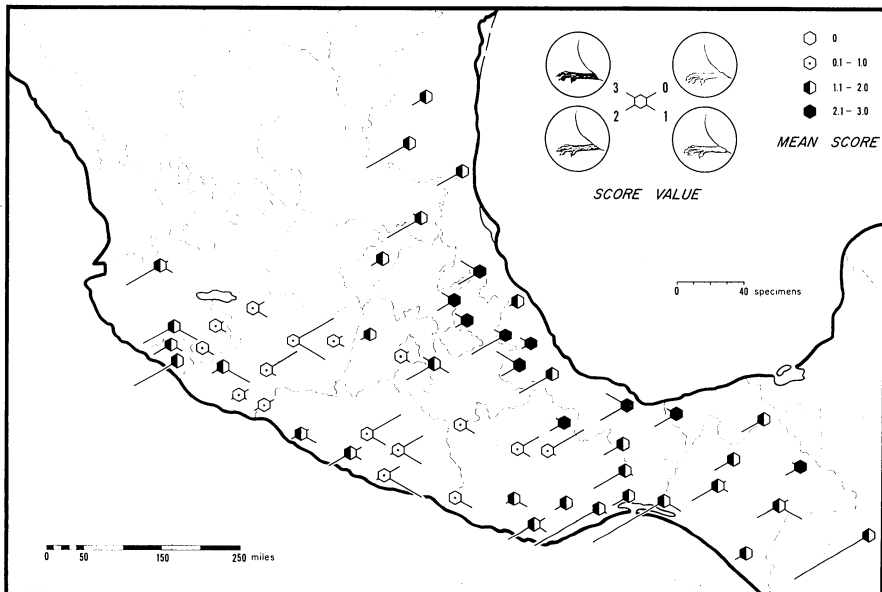 3 0
2 1
SCORE VALUE
0
0.1 – 1.0
1.1 – 2.0
2.1 – 3.0
MEAN SCORE
0 40 specimens
0 50 150 250 miles